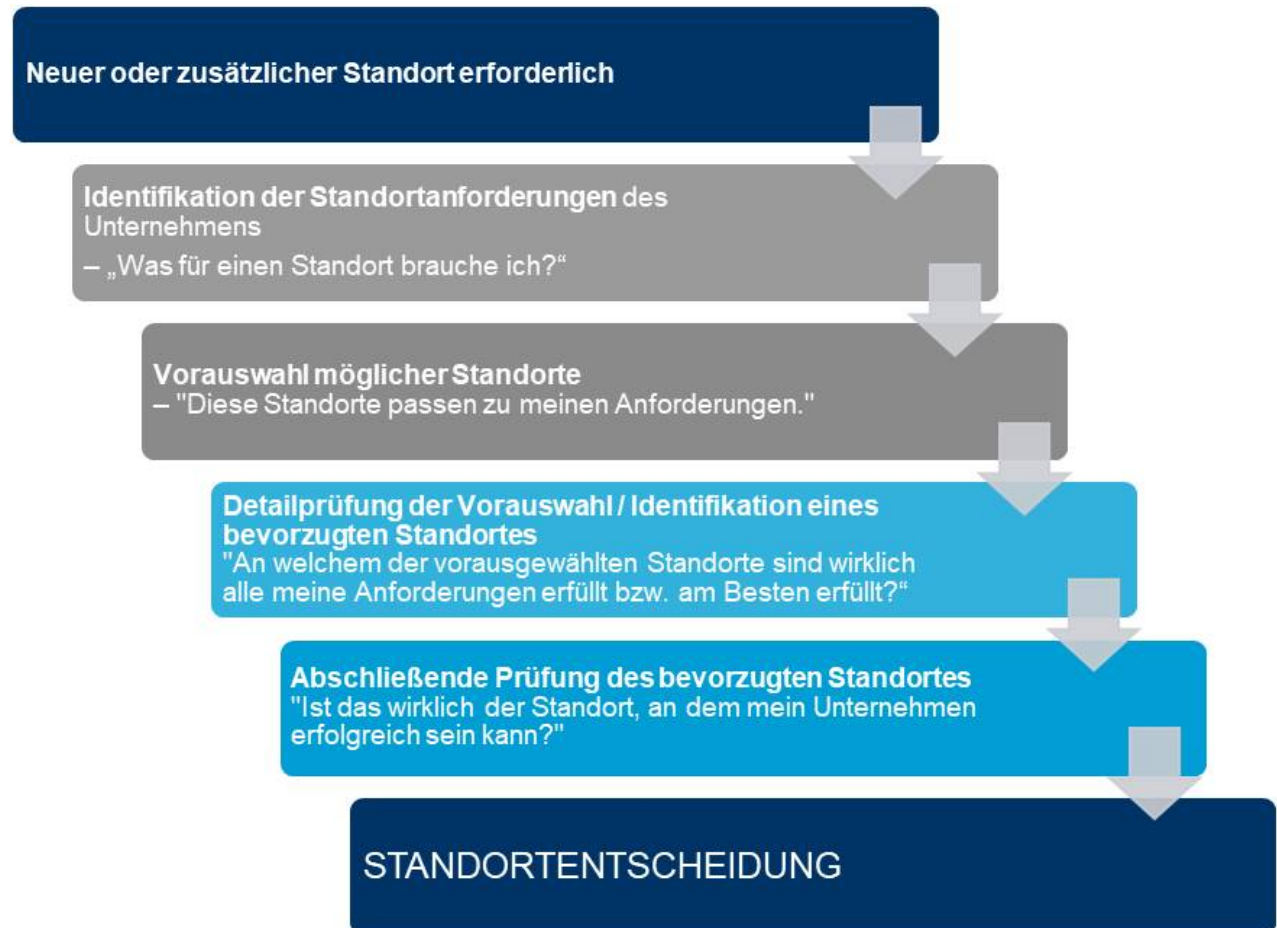 Neuer oder zusätzlicher Standort erforderlich
Identifikation der Standortanforderungen des
Unternehmens
– „Was für einen Standort brauche ich?“
Vorauswahl möglicher Standorte
– "Diese Standorte passen zu meinen Anforderungen."
Detailprüfung der Vorauswahl / Identifikation eines
bevorzugten Standortes
"An welchem der vorausgewählten Standorte sind wirklich
alle meine Anforderungen erfüllt bzw. am Besten erfüllt?“
Abschließende Prüfung des bevorzugten Standortes
"Ist das wirklich der Standort, an dem mein Unternehmen
erfolgreich sein kann?"
STANDORTENTSCHEIDUNG